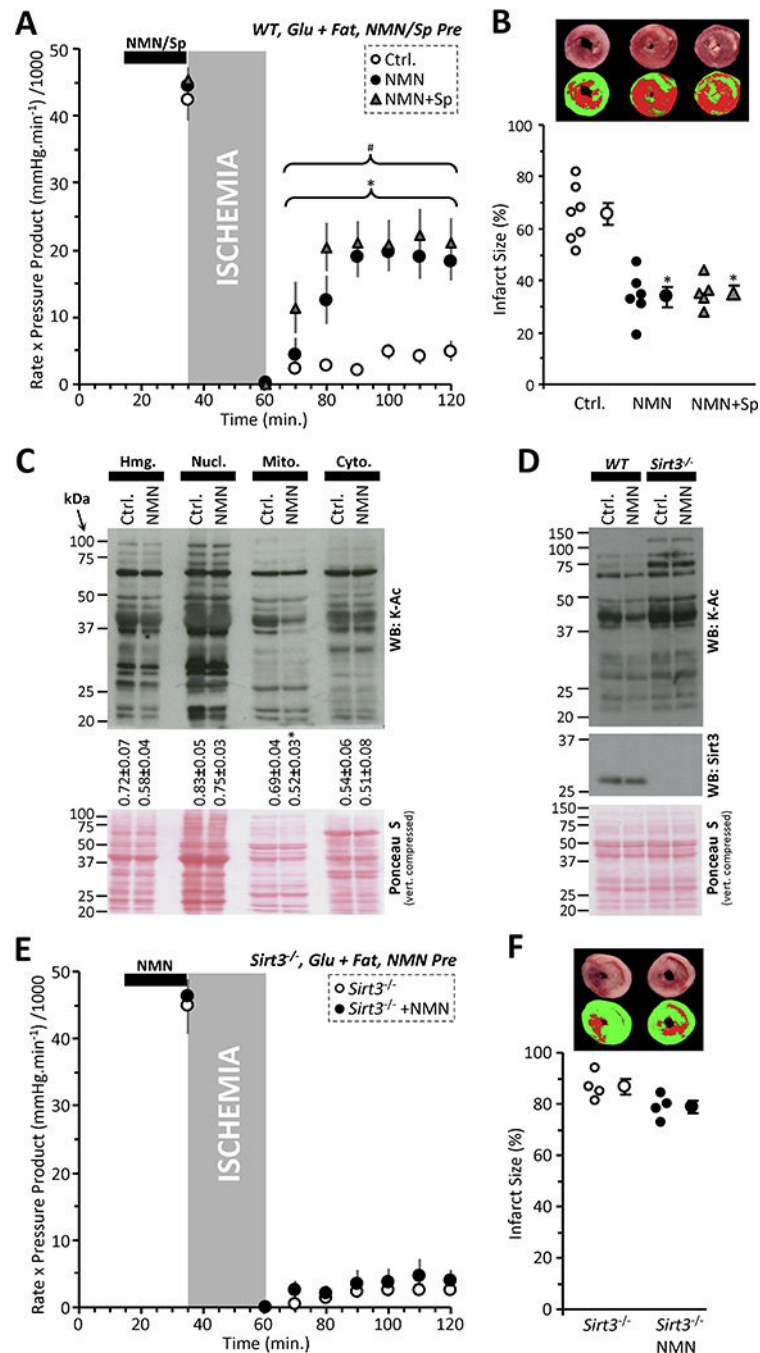 A
NMN/Sp
WT, Glu + Fat, NMN/Sp Pre
Ctrl.
NMN
NMN+Sp
Rate x Pressure Product (mmHg.min⁻¹) /1000
50
40
30
20
10
0
ISCHEMIA
#
*
0 20 40 60 80 100 120
Time (min.)
B
Infarct Size (%)
100
80
60
40
20
0
* *
Ctrl. NMN NMN+Sp
C
Hmg. Nucl. Mito. Cyto.
kDa
Ctrl. NMN Ctrl. NMN Ctrl. NMN Ctrl. NMN
100
75
50
37
25
20
WB: K-Ac
0.72±0.07 0.58±0.04 0.83±0.05 0.75±0.03 0.69±0.04 0.52±0.03* 0.54±0.06 0.51±0.08
100
75
50
37
25
20
Ponceau S
(vert. compressed)
D
WT Sirt3⁻/⁻
Ctrl. NMN Ctrl. NMN
150
100
75
50
37
25
20
WB: K-Ac
37
25
WB: Sirt3
150
75
50
37
25
20
Ponceau S
(vert. compressed)
E
NMN
Sirt3⁻/⁻, Glu + Fat, NMN Pre
Sirt3⁻/⁻
Sirt3⁻/⁻ +NMN
Rate x Pressure Product (mmHg.min⁻¹) /1000
50
40
30
20
10
0
ISCHEMIA
0 20 40 60 80 100 120
Time (min.)
F
Infarct Size (%)
100
80
60
40
20
0
Sirt3⁻/⁻ Sirt3⁻/⁻
NMN